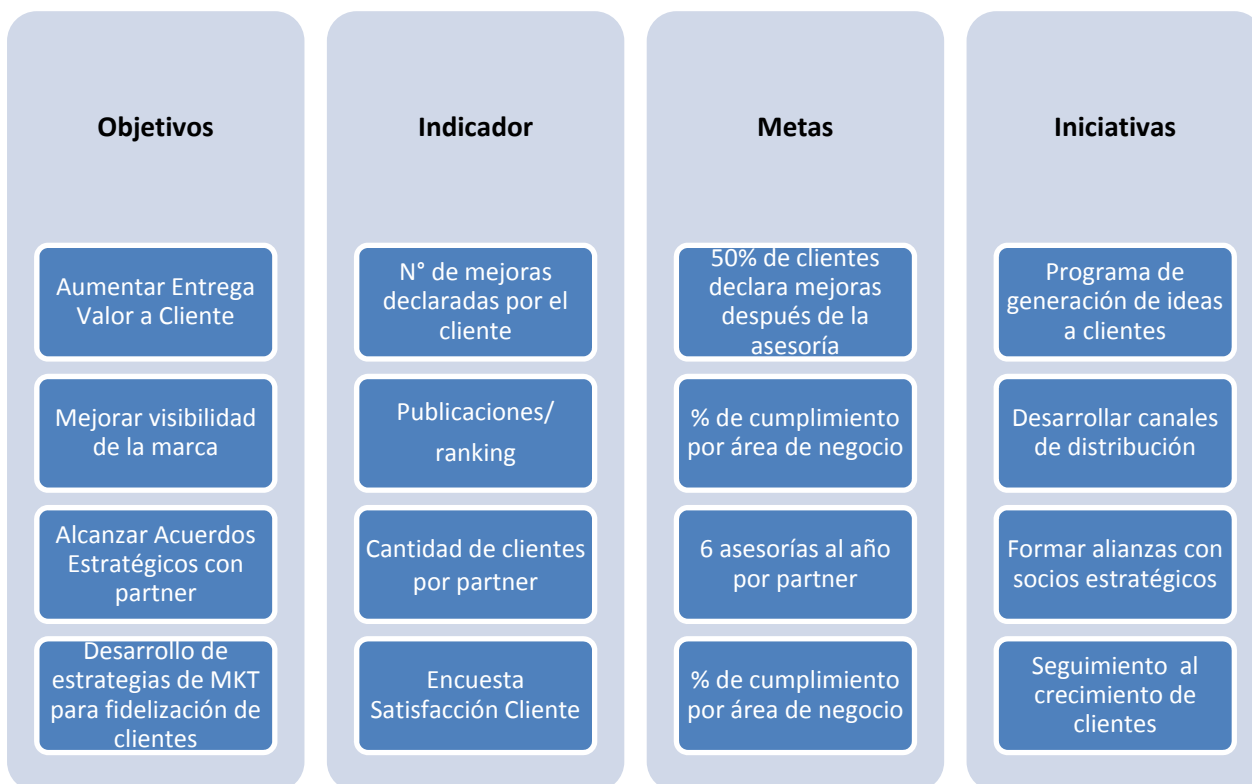 Objetivos
Aumentar Entrega
Valor a Cliente
Mejorar visibilidad
de la marca
Alcanzar Acuerdos
Estratégicos con
partner
Desarrollo de
estrategias de MKT
para fidelización de
clientes
Indicador
N° de mejoras
declaradas por el
cliente
Publicaciones/
ranking
Cantidad de clientes
por partner
Encuesta
Satisfacción Cliente
Metas
50% de clientes
declara mejoras
después de la
asesoría
% de cumplimiento
por área de negocio
6 asesorías al año
por partner
% de cumplimiento
por área de negocio
Iniciativas
Programa de
generación de ideas
a clientes
Desarrollar canales
de distribución
Formar alianzas con
socios estratégicos
Seguimiento al
crecimiento de
clientes